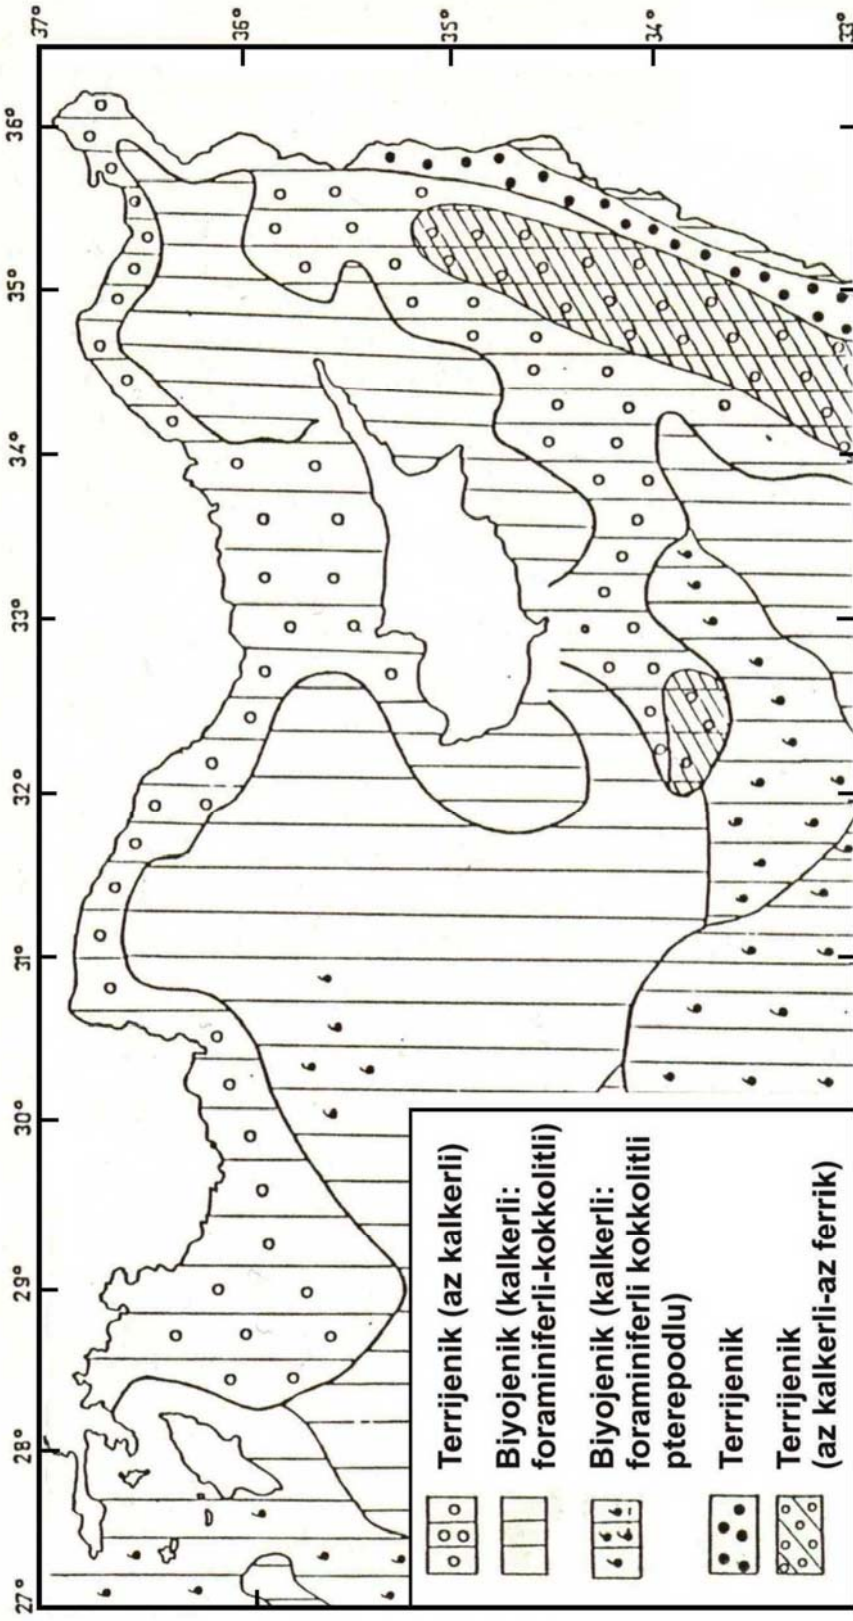 37°
36°
35°
34°
33°
36°
35°
34°
33°
32°
31°
30°
29°
28°
27°
Terrijenik (az kalkerli)
Biyojenik (kalkerli:
foraminiferli-kokkolitli)
Biyojenik (kalkerli:
foraminiferli kokkolitli
pterepodlu)
Terrijenik
Terrijenik
(az kalkerli-az ferrik)